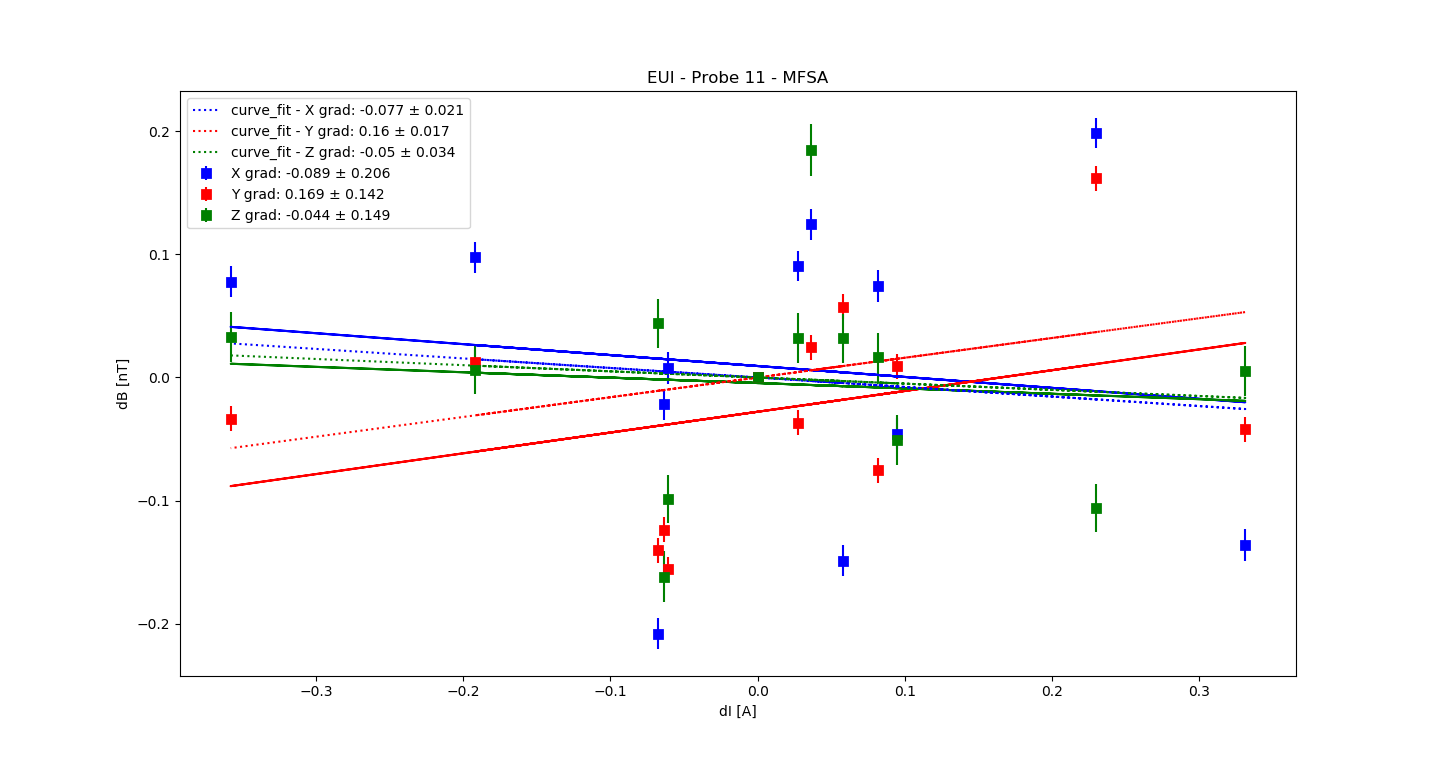 EUI - Probe 11 - MFSA
curve_fit - X grad: -0.077 ± 0.021
curve_fit - Y grad: 0.16 ± 0.017
curve_fit - Z grad: -0.05 ± 0.034
X grad: -0.089 ± 0.206
Y grad: 0.169 ± 0.142
Z grad: -0.044 ± 0.149
0.2
0.1
0.0
−0.1
−0.2
dB [nT]
−0.3 −0.2 −0.1 0.0 0.1 0.2 0.3
dI [A]